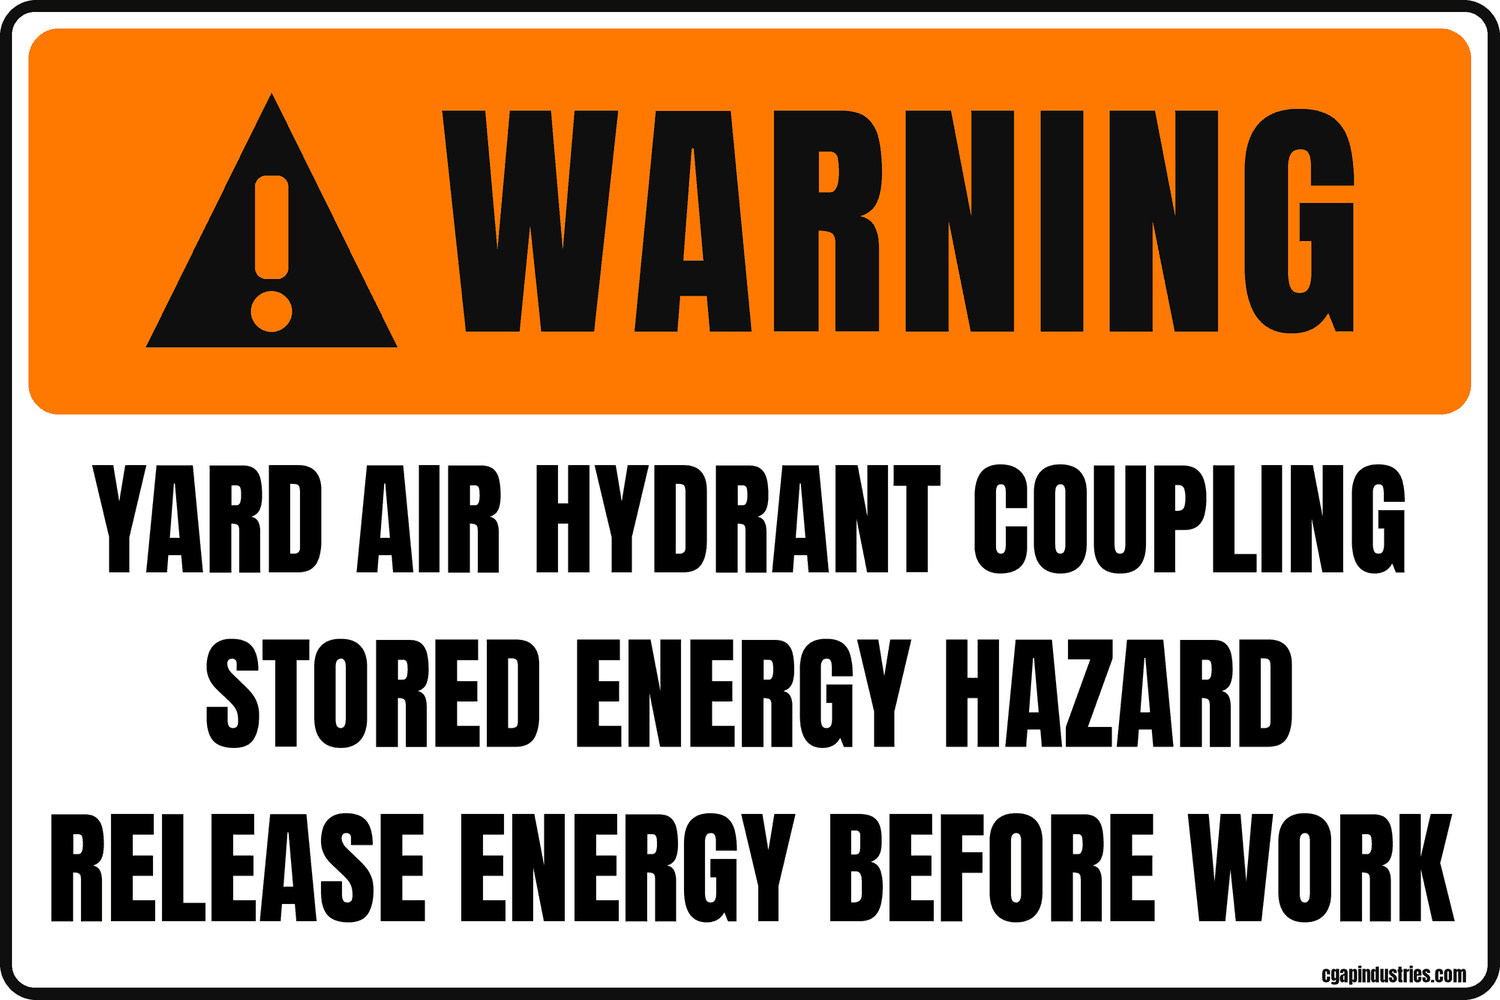 WARNING
YARD AIR HYDRANT COUPLING
STORED ENERGY HAZARD
RELEASE ENERGY BEFORE WORK
cgapindustries.com